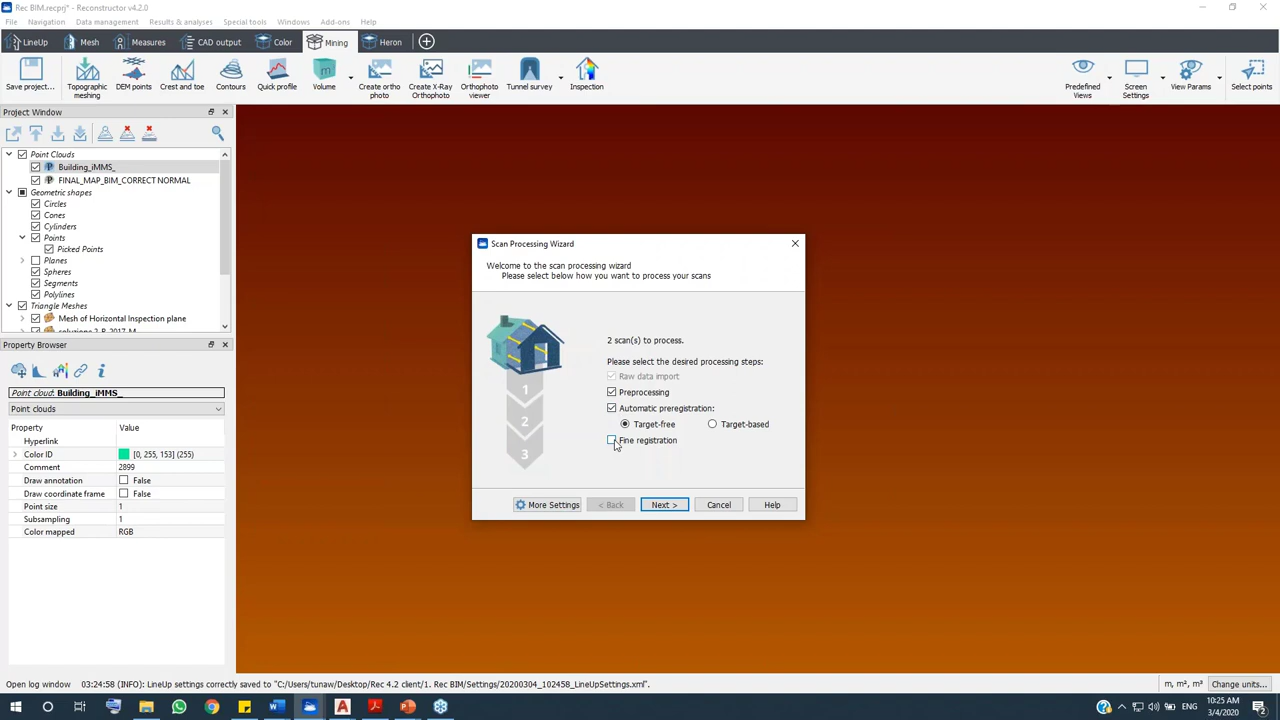 Rec BIM.recprj* - Reconstructor v4.2.0
File Navigation Data management Results & analyses Special tools Windows Add-ons Help
LineUp Mesh Measures CAD output Color Mining Heron
Save project... Topographic meshing DEM points Crest and toe Contours Quick profile Volume Create ortho photo Create X-Ray Orthophoto Orthophoto viewer Tunnel survey Inspection Predefined Views Screen Settings View Params Select points
Project Window
Point Clouds
Building_iMMS_
FINAL_MAP_BIM_CORRECT NORMAL
Geometric shapes
Circles
Cones
Cylinders
Points
Picked Points
Planes
Spheres
Segments
Polylines
Triangle Meshes
Mesh of Horizontal Inspection plane
soluzione 2-8-2017-M
Property Browser
Point cloud: Building_iMMS_
Point clouds
Property Value
Hyperlink
Color ID [0, 255, 153] (255)
Comment 2899
Draw annotation False
Draw coordinate frame False
Point size 1
Subsampling 1
Color mapped RGB
Scan Processing Wizard
Welcome to the scan processing wizard
Please select below how you want to process your scans
2 scan(s) to process.
Please select the desired processing steps:
Raw data import
Preprocessing
Automatic preregistration:
Target-free Target-based
Fine registration
1
2
3
More Settings < Back Next > Cancel Help
Open log window 03:24:58 (INFO): LineUp settings correctly saved to "C:/Users/tunaw/Desktop/Rec 4.2 client/1. Rec BIM/Settings/20200304_102458_LineUpSettings.xml". m, m², m³ Change units...
ENG 10:25 AM
3/4/2020